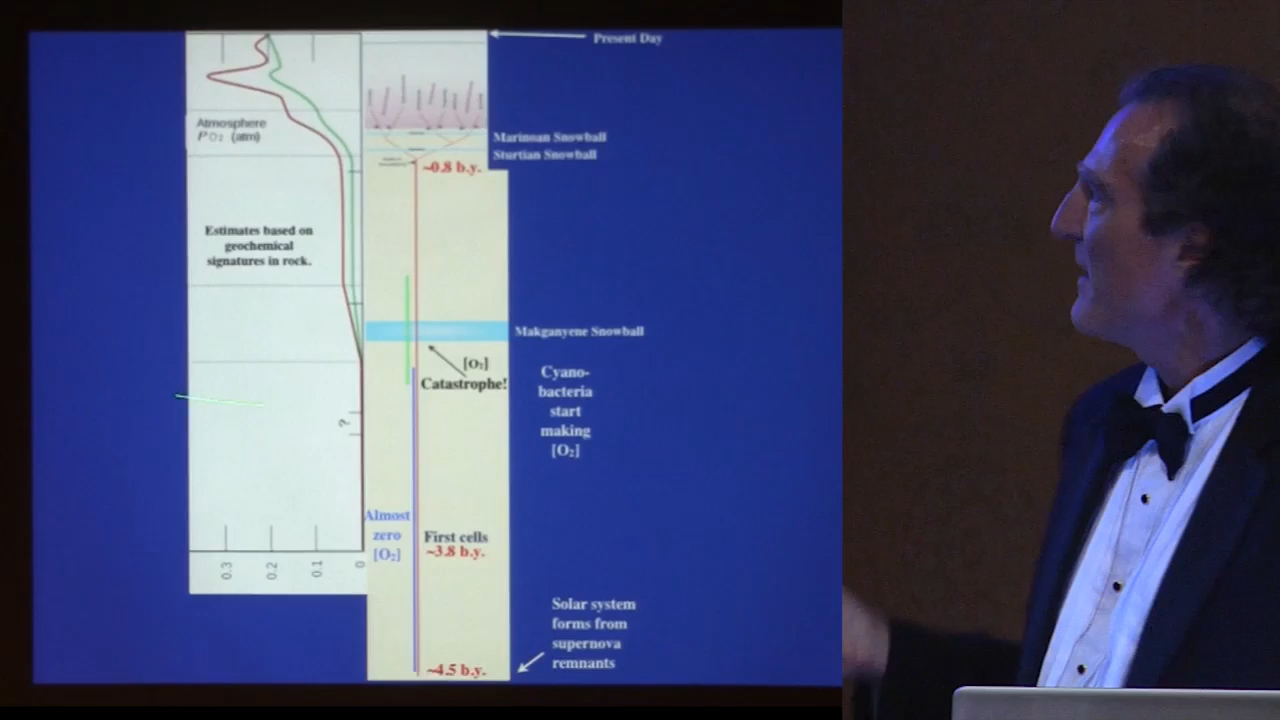 Present Day
Atmosphere
PO₂ (atm)
Marinoan Snowball
Sturtian Snowball
~0.8 b.y.
Estimates based on
geochemical
signatures in rock.
Makganyene Snowball
[O₂]
Catastrophe!
Cyano-
bacteria
start
making
[O₂]
?
Almost
zero
[O₂]
First cells
~3.8 b.y.
0.3
0.2
0.1
0
Solar system
forms from
supernova
remnants
~4.5 b.y.